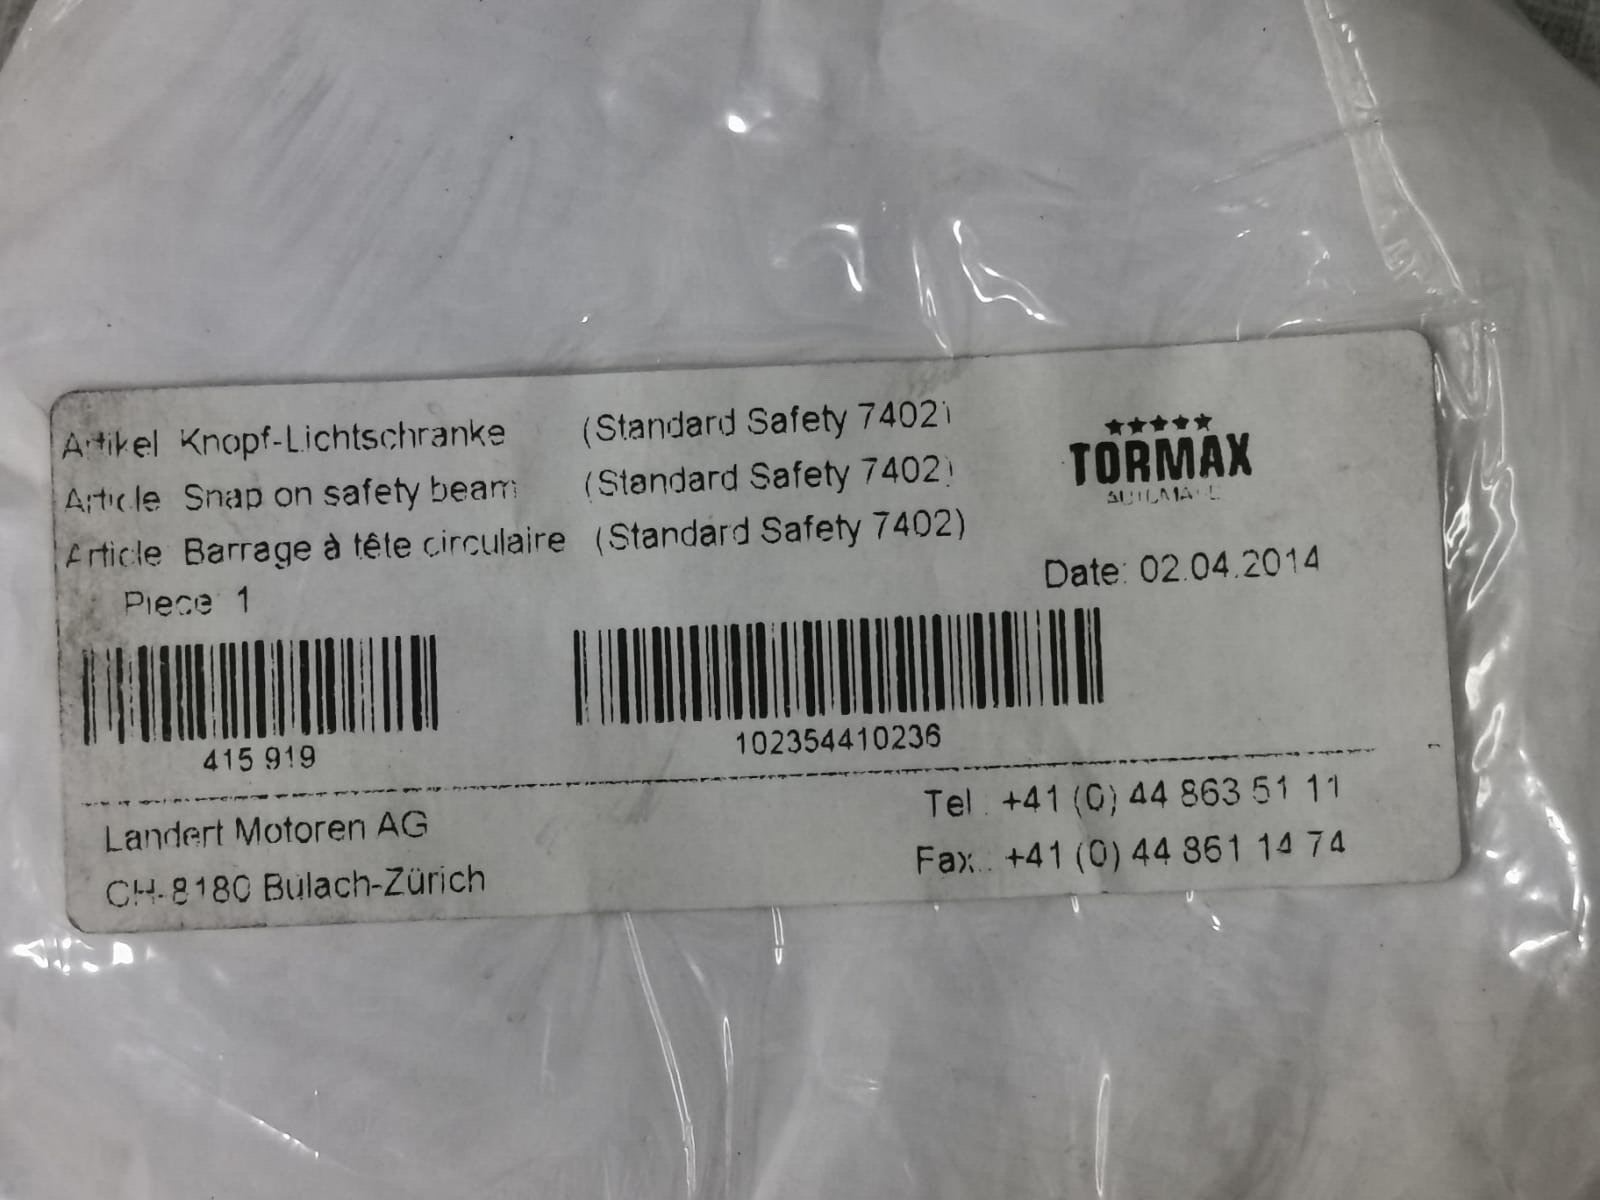 Artikel Knopf-Lichtschranke (Standard Safety 7402)
Article Snap on safety beam (Standard Safety 7402)
Article Barrage à tête circulaire (Standard Safety 7402)
Piece 1
TORMAX
AUTOMATIC
Date: 02.04.2014
415 919
102354410236
Landert Motoren AG
CH-8180 Bülach-Zürich
Tel.: +41 (0) 44 863 51 11
Fax.: +41 (0) 44 861 14 74